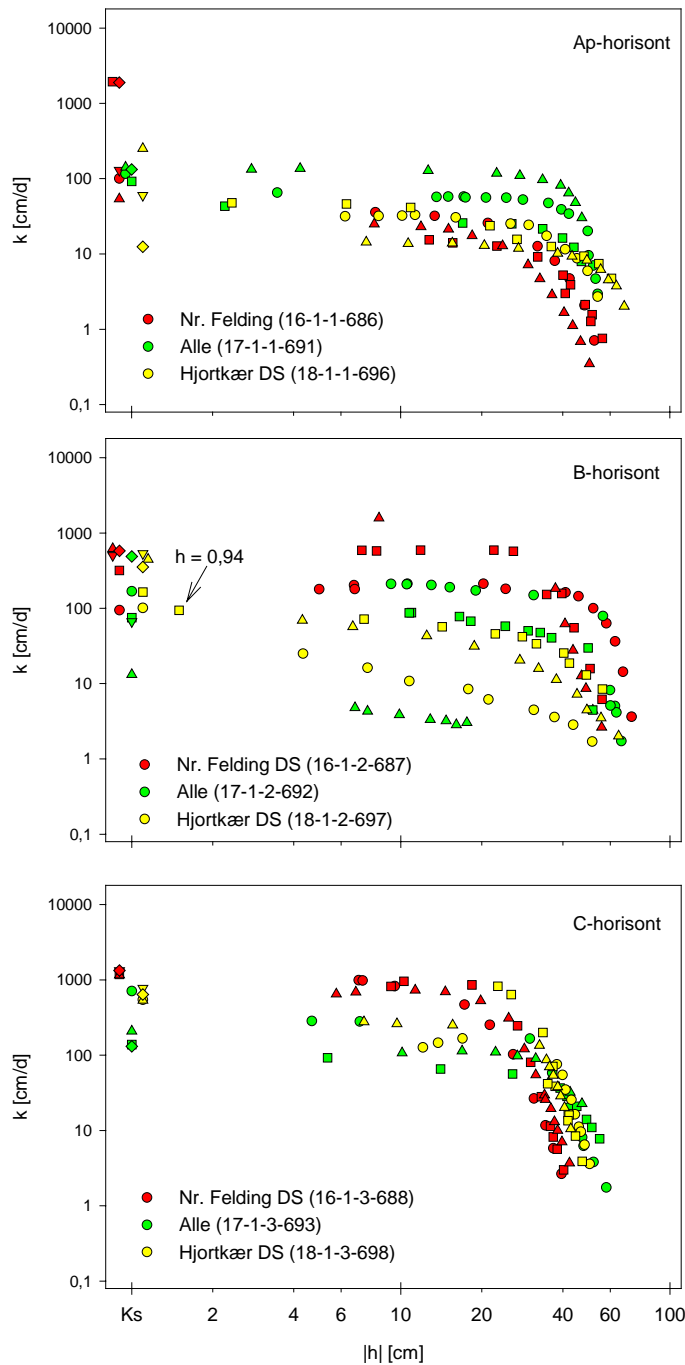 10000
1000
100
10
1
0,1
k [cm/d]
Ap-horisont
Nr. Felding (16-1-1-686)
Alle (17-1-1-691)
Hjortkær DS (18-1-1-696)
10000
1000
100
10
1
0,1
k [cm/d]
B-horisont
h = 0,94
Nr. Felding DS (16-1-2-687)
Alle (17-1-2-692)
Hjortkær DS (18-1-2-697)
10000
1000
100
10
1
0,1
k [cm/d]
C-horisont
Nr. Felding DS (16-1-3-688)
Alle (17-1-3-693)
Hjortkær DS (18-1-3-698)
Ks 2 4 6 10 20 40 60 100
|h| [cm]